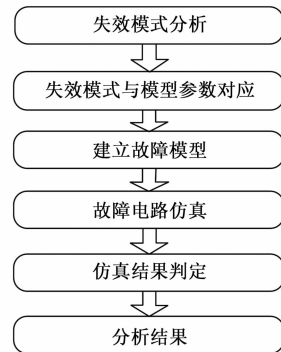 失效模式分析
失效模式与模型参数对应
建立故障模型
故障电路仿真
仿真结果判定
分析结果